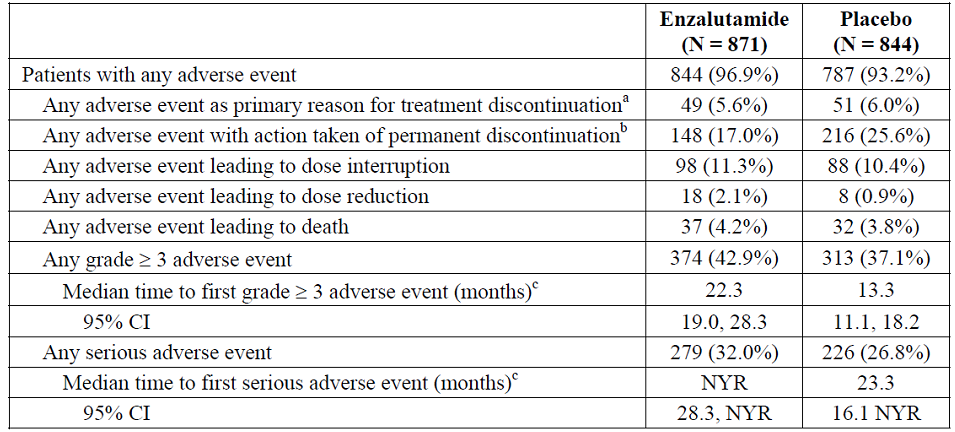 Enzalutamide (N = 871) Placebo (N = 844)
Patients with any adverse event 844 (96.9%) 787 (93.2%)
Any adverse event as primary reason for treatment discontinuationᵃ 49 (5.6%) 51 (6.0%)
Any adverse event with action taken of permanent discontinuationᵇ 148 (17.0%) 216 (25.6%)
Any adverse event leading to dose interruption 98 (11.3%) 88 (10.4%)
Any adverse event leading to dose reduction 18 (2.1%) 8 (0.9%)
Any adverse event leading to death 37 (4.2%) 32 (3.8%)
Any grade ≥ 3 adverse event 374 (42.9%) 313 (37.1%)
Median time to first grade ≥ 3 adverse event (months)ᶜ 22.3 13.3
95% CI 19.0, 28.3 11.1, 18.2
Any serious adverse event 279 (32.0%) 226 (26.8%)
Median time to first serious adverse event (months)ᶜ NYR 23.3
95% CI 28.3, NYR 16.1 NYR